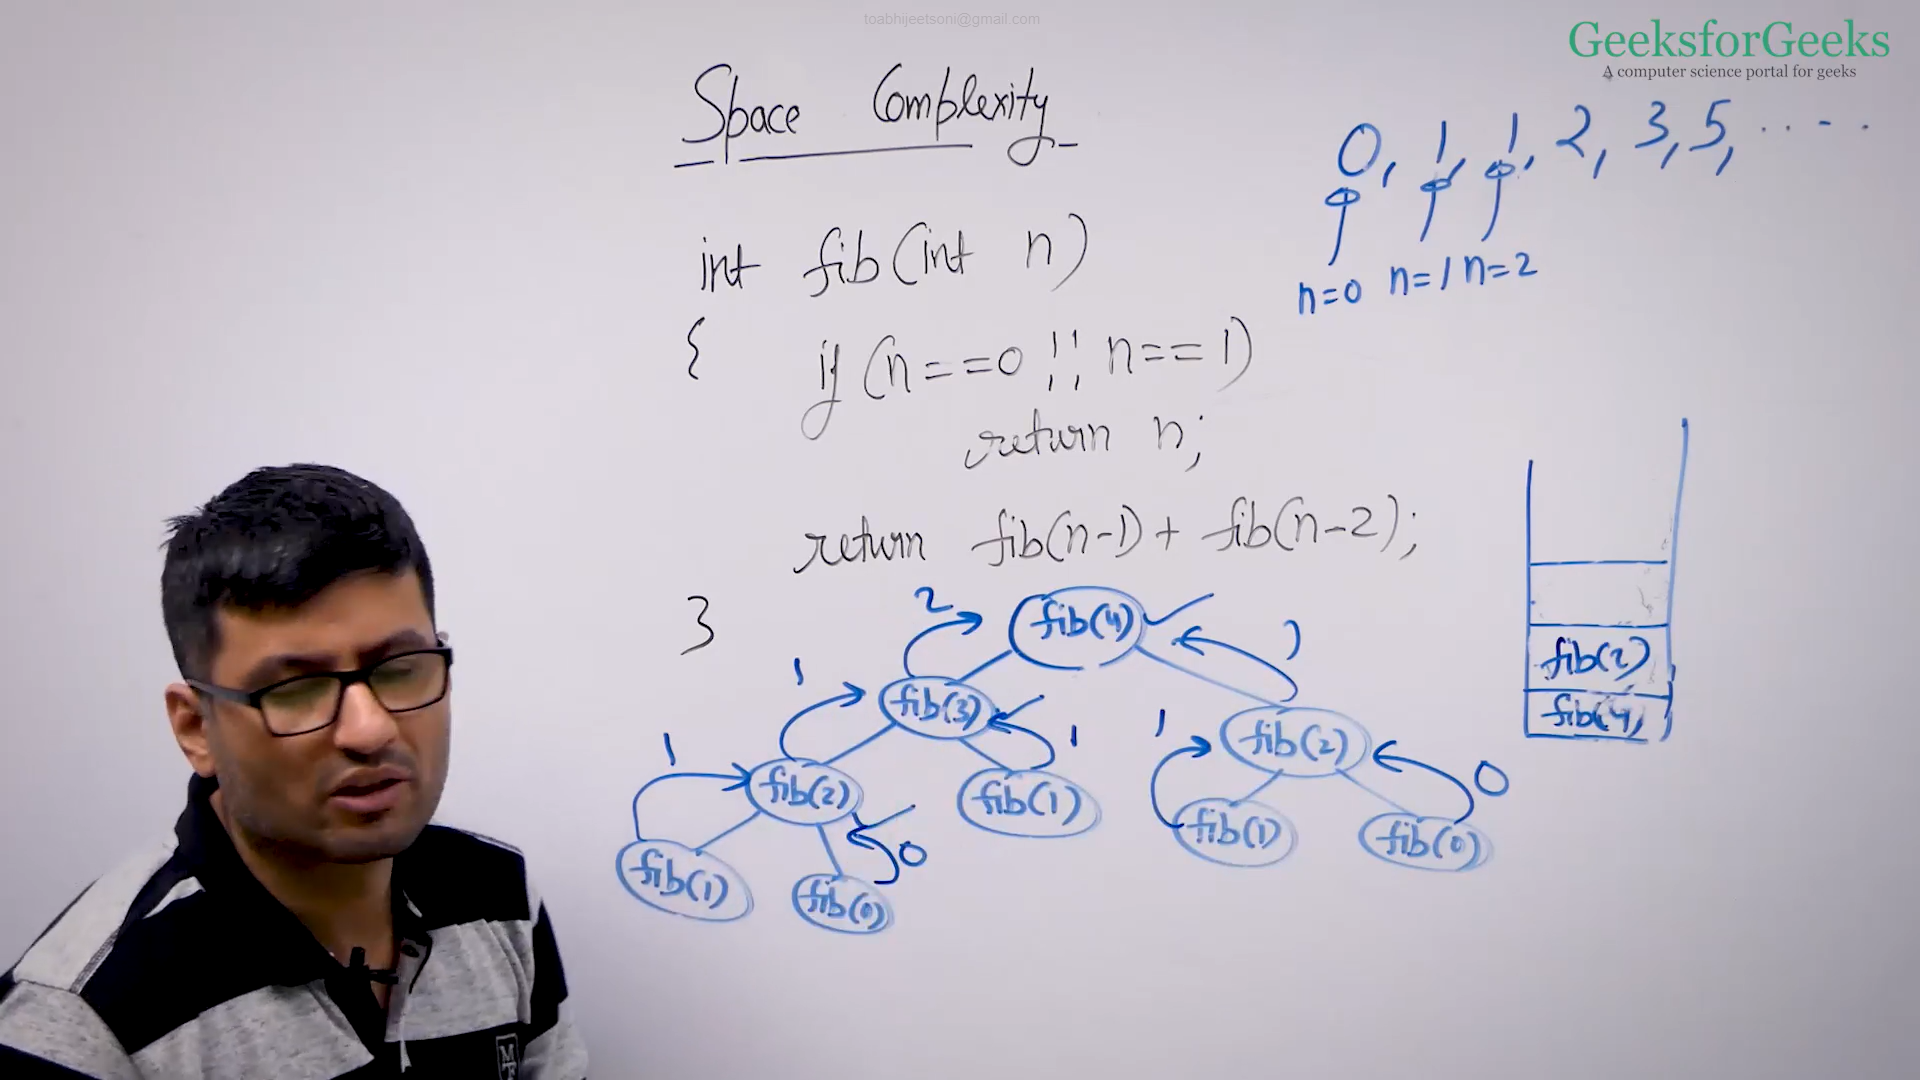 toabhijeetsoni@gmail.com
GeeksforGeeks
A computer science portal for geeks
Space Complexity
0, 1, 1, 2, 3, 5, .....
n=0 n=1 n=2
int fib(int n)
{
if (n==0 || n==1)
return n;
return fib(n-1) + fib(n-2);
}
2
fib(4)
1
1
fib(3)
1
1
fib(2)
1
fib(2)
0
fib(1)
fib(1)
fib(0)
0
fib(1)
fib(0)
fib(2)
fib(4)